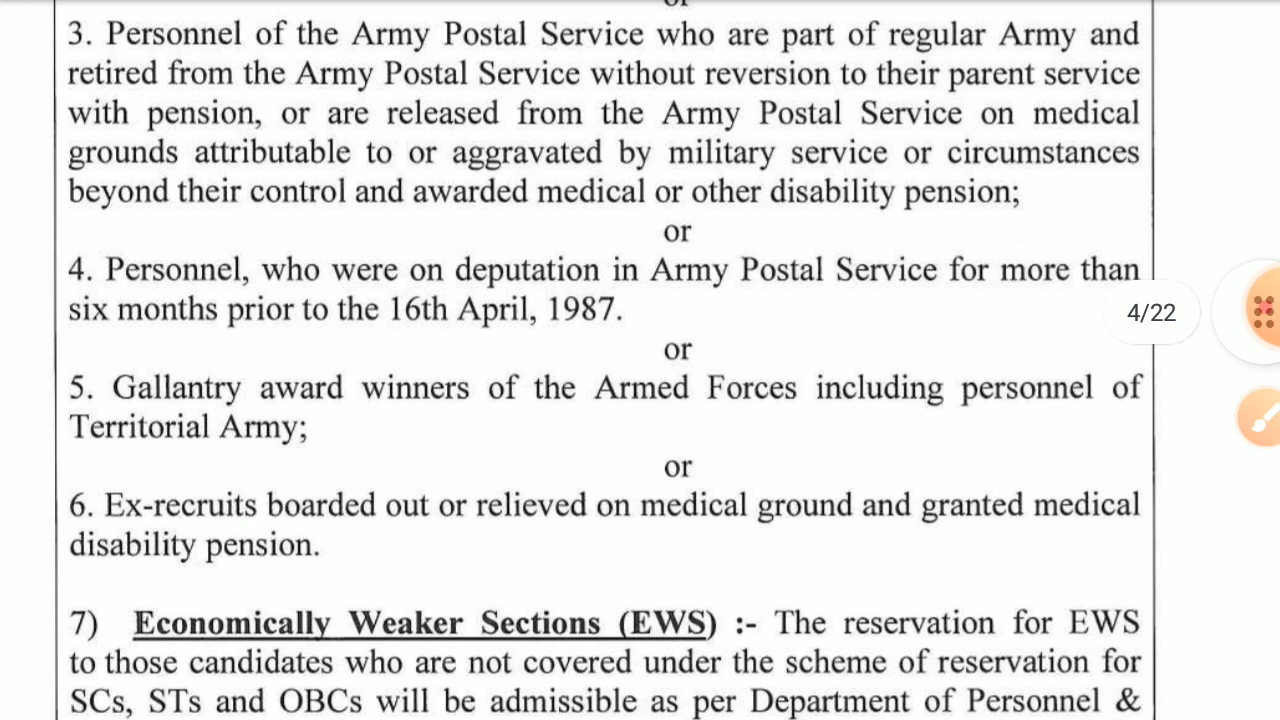 or
3. Personnel of the Army Postal Service who are part of regular Army and
retired from the Army Postal Service without reversion to their parent service
with pension, or are released from the Army Postal Service on medical
grounds attributable to or aggravated by military service or circumstances
beyond their control and awarded medical or other disability pension;
or
4. Personnel, who were on deputation in Army Postal Service for more than
six months prior to the 16th April, 1987.
4/22
or
5. Gallantry award winners of the Armed Forces including personnel of
Territorial Army;
or
6. Ex-recruits boarded out or relieved on medical ground and granted medical
disability pension.
7) Economically Weaker Sections (EWS) :- The reservation for EWS
to those candidates who are not covered under the scheme of reservation for
SCs, STs and OBCs will be admissible as per Department of Personnel &